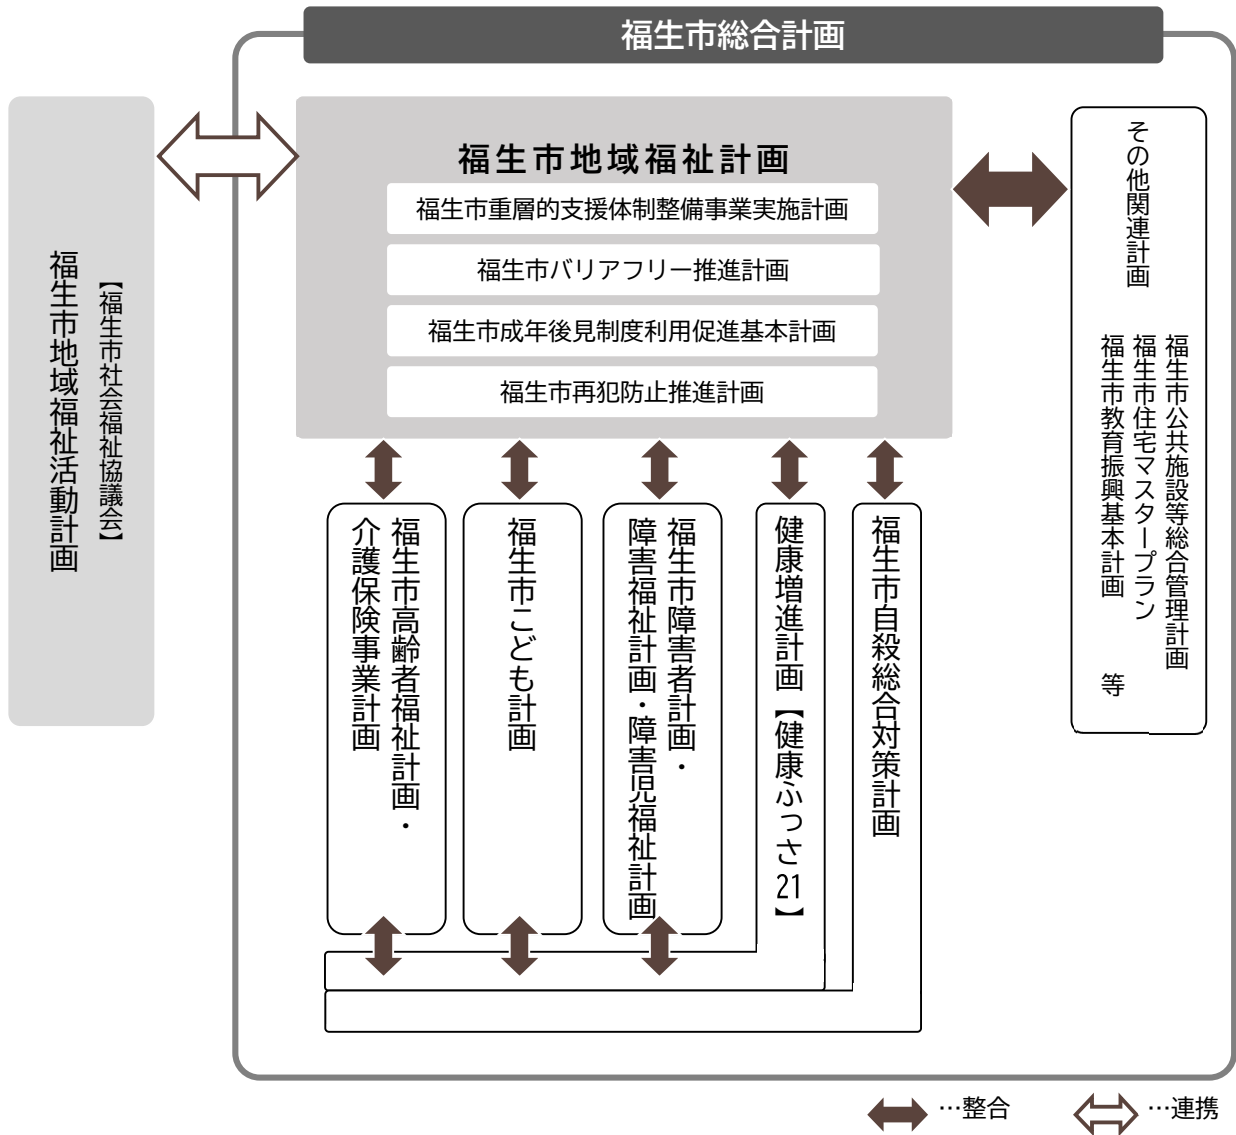 福生市総合計画
福生市地域福祉計画
福生市重層的支援体制整備事業実施計画
福生市バリアフリー推進計画
福生市成年後見制度利用促進基本計画
福生市再犯防止推進計画
【福生市社会福祉協議会】
福生市地域福祉活動計画
その他関連計画
福生市公共施設等総合管理計画
福生市住宅マスタープラン
福生市教育振興基本計画 等
福生市高齢者福祉計画・
介護保険事業計画
福生市こども計画
福生市障害者計画・
障害福祉計画・障害児福祉計画
健康増進計画【健康ふっさ21】
福生市自殺総合対策計画
…整合
…連携